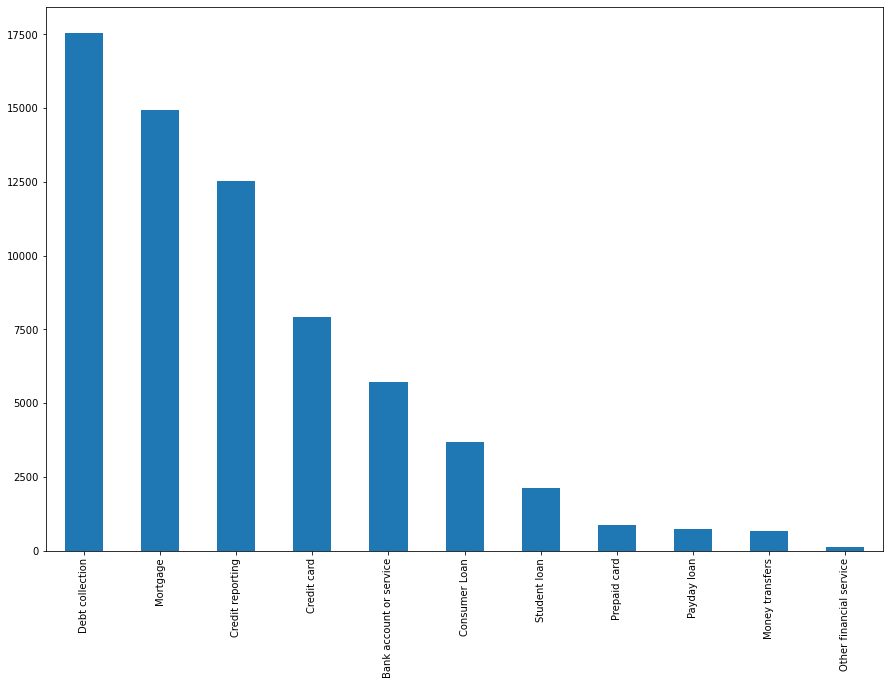 17500
15000
12500
10000
7500
5000
2500
0
Debt collection
Mortgage
Credit reporting
Credit card
Bank account or service
Consumer Loan
Student loan
Prepaid card
Payday loan
Money transfers
Other financial service